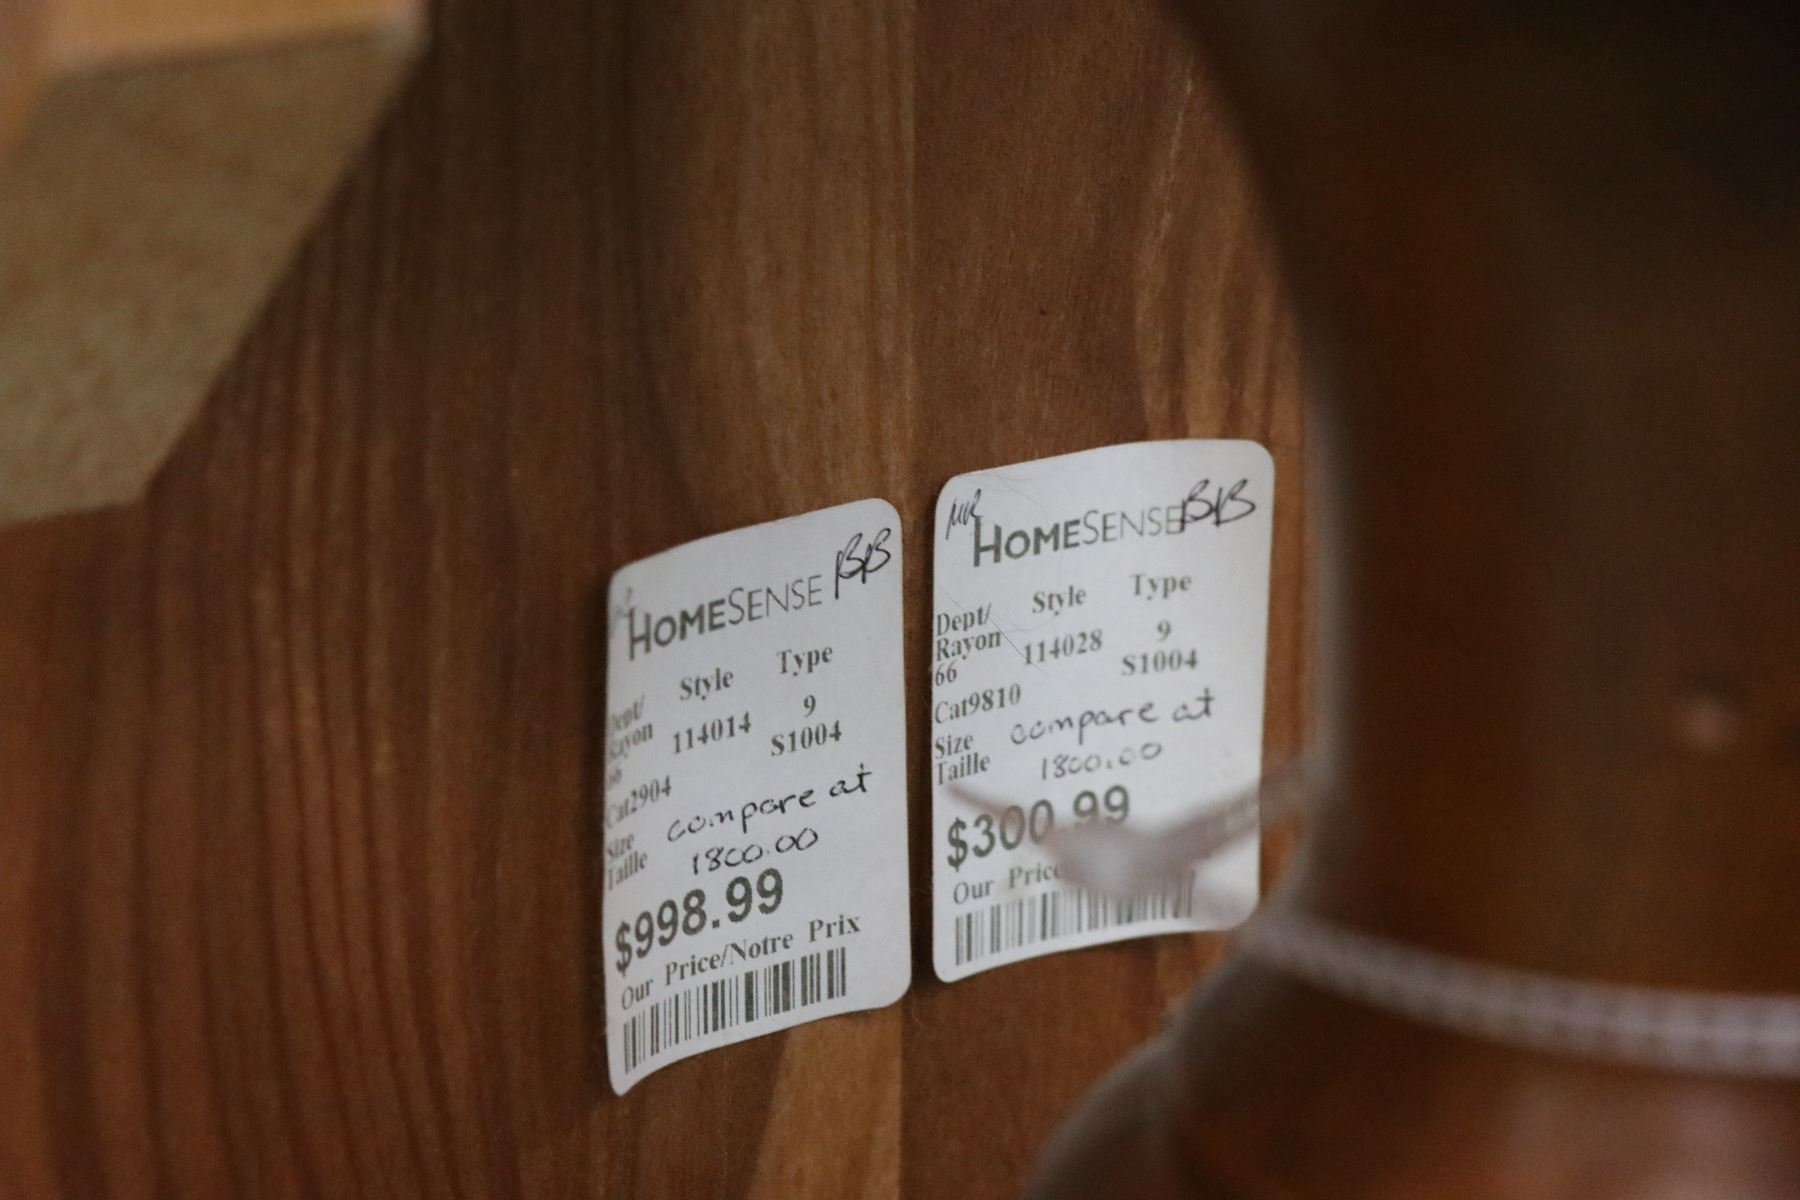 BB
HOMESENSE
Dept/ Style Type
Rayon 114014 9
66 S1004
Cat2904
Size compare at
Taille 1800.00
$998.99
Our Price/Notre Prix
MR BB
HOMESENSE
Dept/ Style Type
Rayon 114028 9
66 S1004
Cat9810
Size compare at
Taille 1800.00
$300.99
Our Price